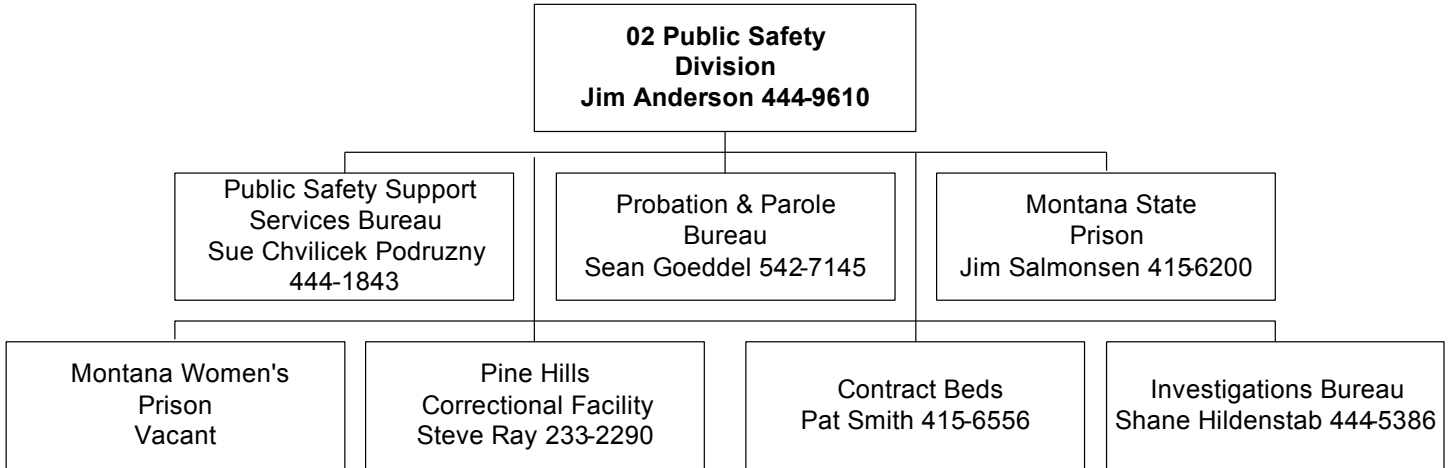 02 Public Safety
Division
Jim Anderson 444-9610
Public Safety Support
Services Bureau
Sue Chvilicek Podruzny
444-1843
Probation & Parole
Bureau
Sean Goeddel 542-7145
Montana State
Prison
Jim Salmonsen 415-6200
Montana Women's
Prison
Vacant
Pine Hills
Correctional Facility
Steve Ray 233-2290
Contract Beds
Pat Smith 415-6556
Investigations Bureau
Shane Hildenstab 444-5386